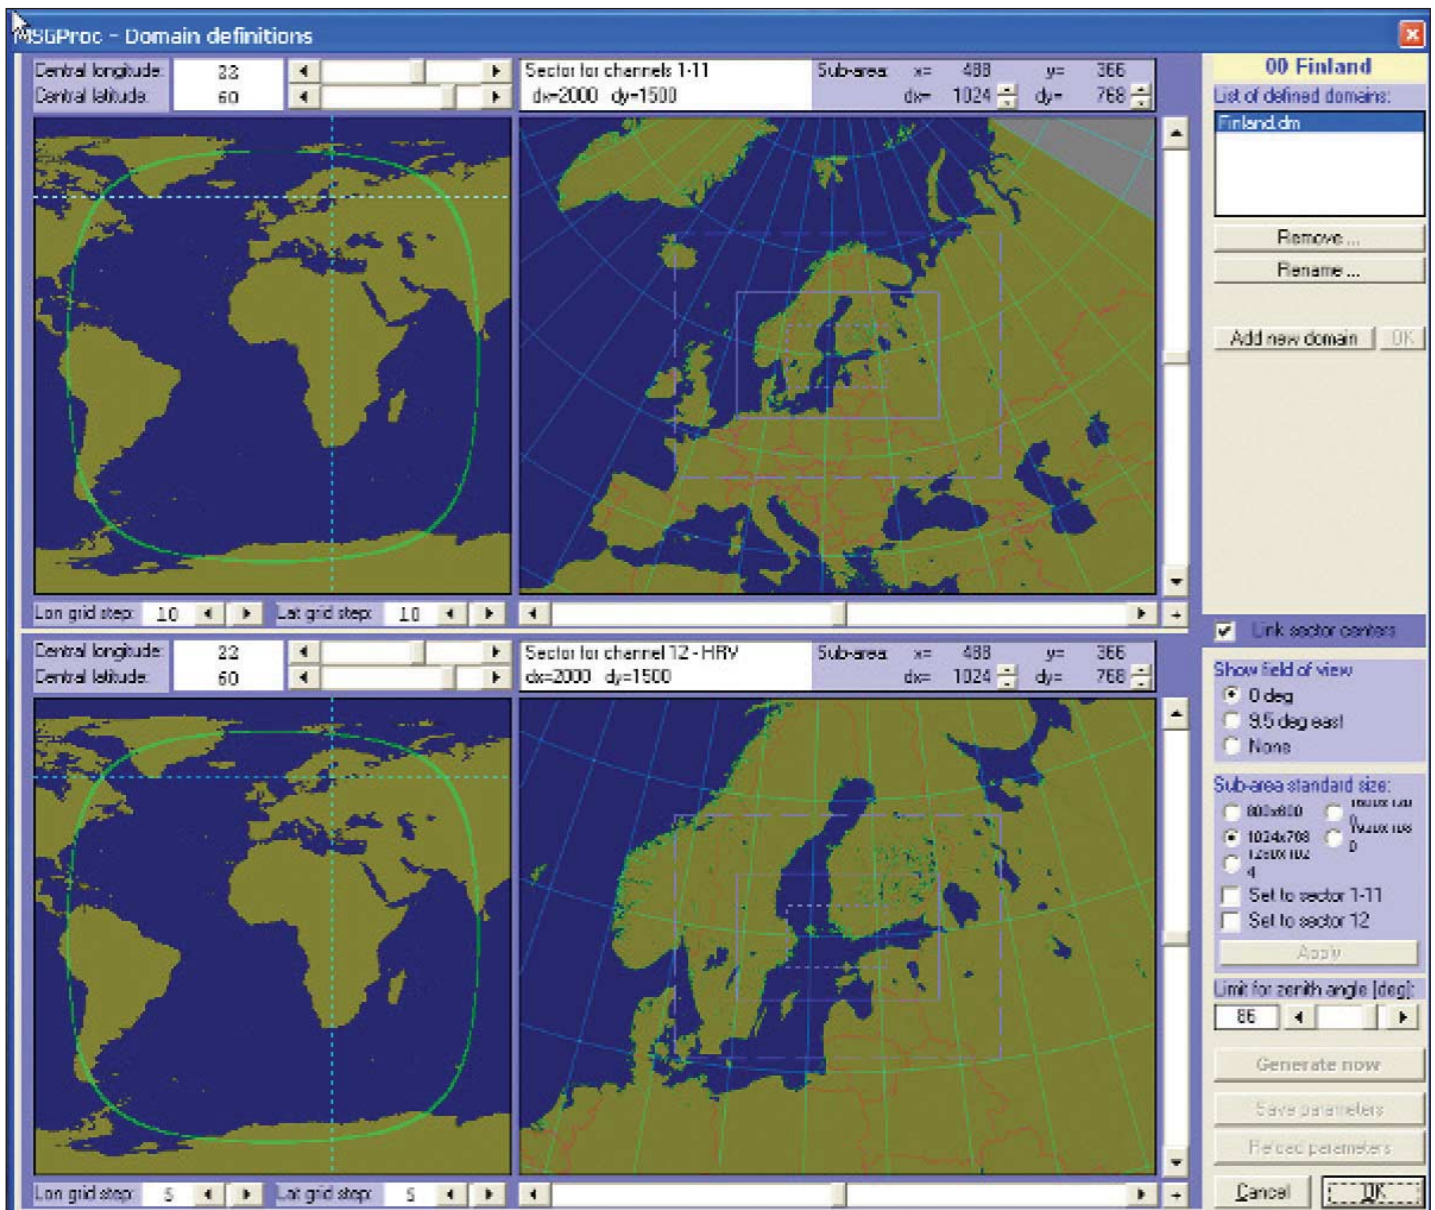 MSGProc - Domain definitions
Central longitude: 22
Central latitude: 60
Sector for channels 1-11
dx=2000 dy=1500
Sub-area: x= 488 y= 366
dx= 1024 dy= 768
Lon grid step: 10 Lat grid step: 10
Central longitude: 22
Central latitude: 60
Sector for channel 12 - HRV
dx=2000 dy=1500
Sub-area: x= 488 y= 366
dx= 1024 dy= 768
Lon grid step: 5 Lat grid step: 5
00 Finland
List of defined domains:
Finland.dm
Remove ...
Rename ...
Add new domain OK
Link sector centers
Show field of view
0 deg
9.5 deg east
None
Sub-area standard size:
800x600
1024x768
Set to sector 1-11
Set to sector 12
Apply
Limit for zenith angle [deg]:
86
Generate now
Save parameters
Reload parameters
Cancel OK